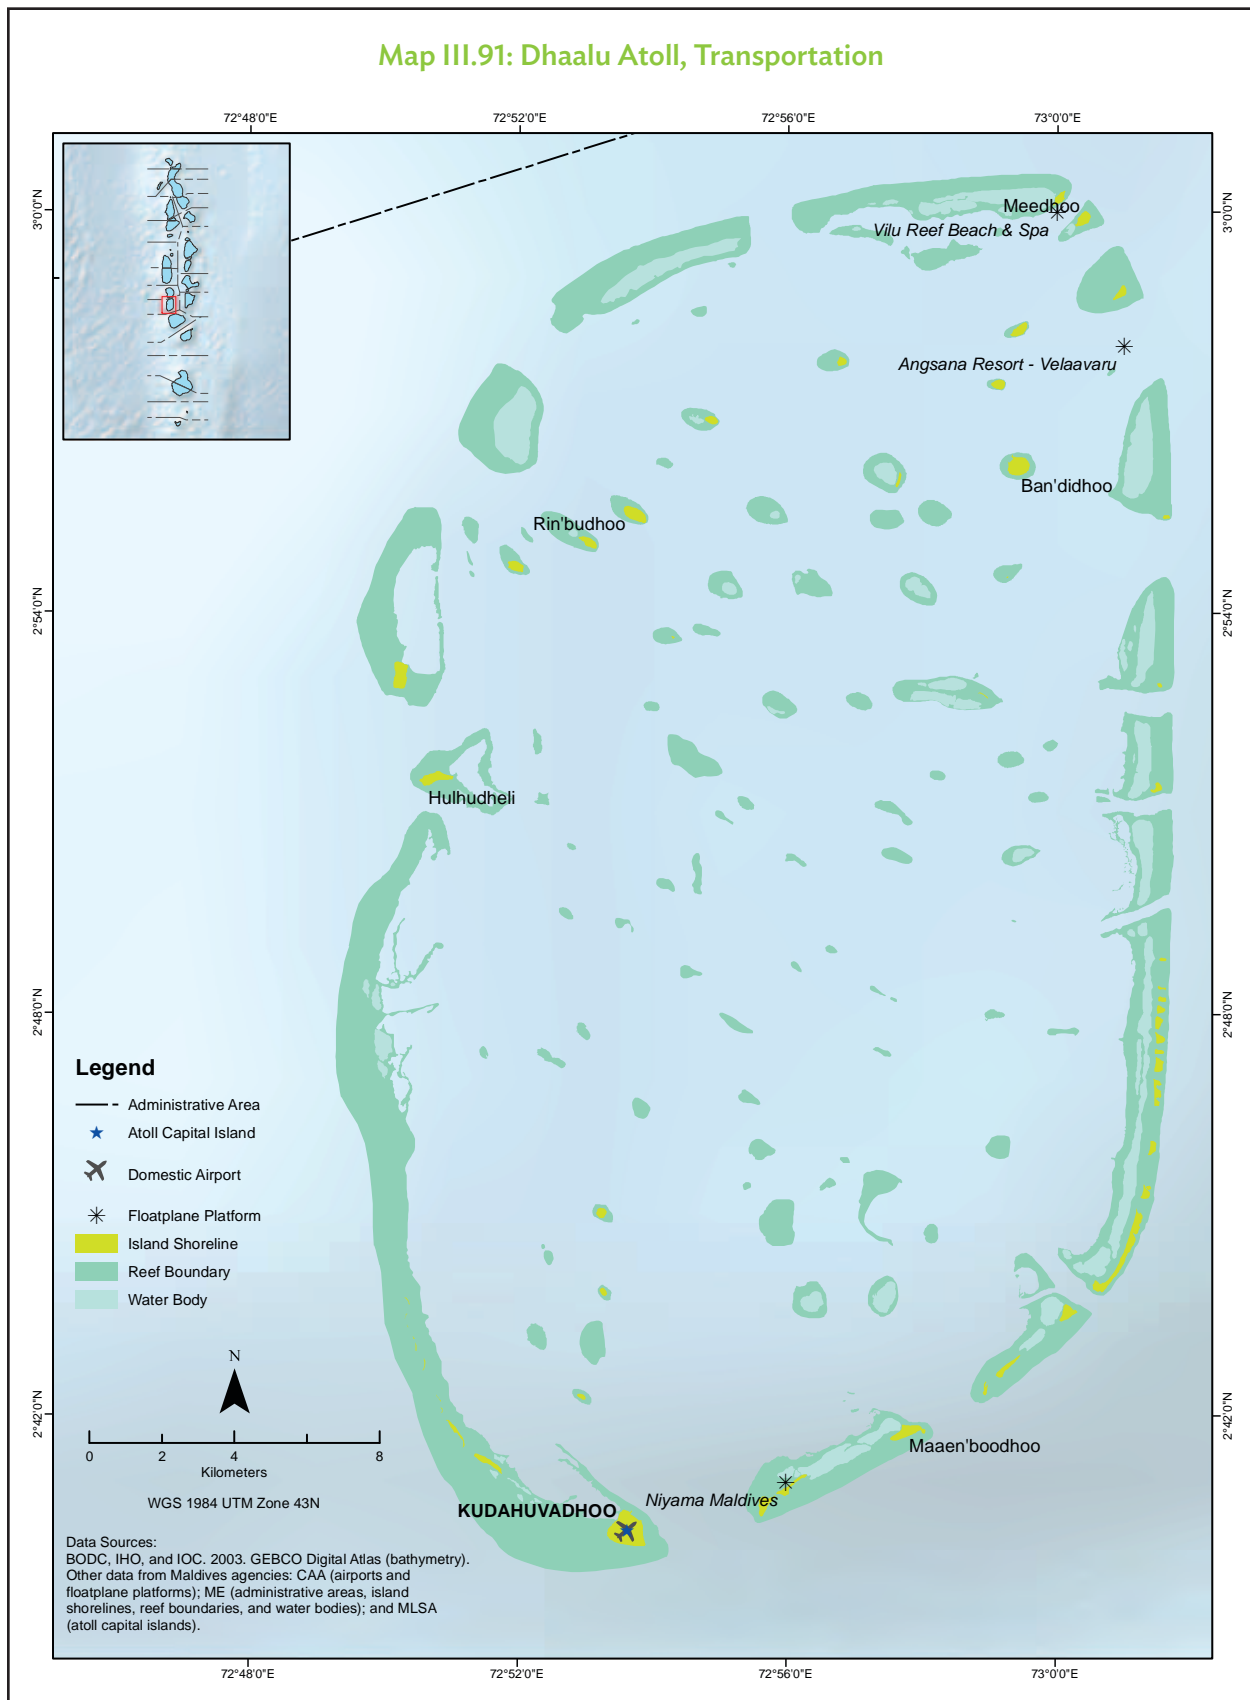 Map III.91: Dhaalu Atoll, Transportation
72°48'0"E
72°52'0"E
72°56'0"E
73°0'0"E
3°0'0"N
3°0'0"N
Meedhoo
Vilu Reef Beach & Spa
Angsana Resort - Velaavaru
Ban'didhoo
Rin'budhoo
2°54'0"N
2°54'0"N
Hulhudheli
2°48'0"N
2°48'0"N
Legend
Administrative Area
Atoll Capital Island
Domestic Airport
Floatplane Platform
Island Shoreline
Reef Boundary
Water Body
N
2°42'0"N
2°42'0"N
0 2 4 8
Kilometers
WGS 1984 UTM Zone 43N
Maaen'boodhoo
Niyama Maldives
KUDAHUVADHOO
Data Sources:
BODC, IHO, and IOC. 2003. GEBCO Digital Atlas (bathymetry).
Other data from Maldives agencies: CAA (airports and
floatplane platforms); ME (administrative areas, island
shorelines, reef boundaries, and water bodies); and MLSA
(atoll capital islands).
72°48'0"E
72°52'0"E
72°56'0"E
73°0'0"E